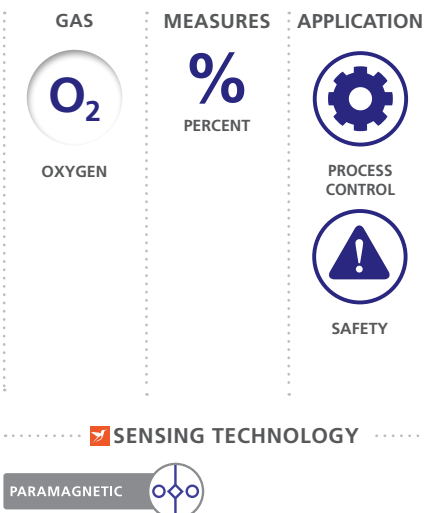 GAS
O2
OXYGEN
MEASURES
%
PERCENT
APPLICATION
PROCESS
CONTROL
SAFETY
SENSING TECHNOLOGY
PARAMAGNETIC